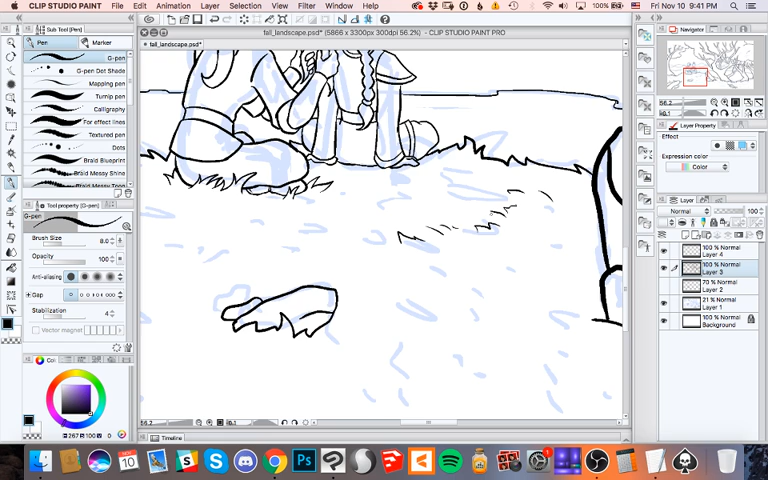 CLIP STUDIO PAINT File Edit Animation Layer Selection View Filter Window Help 100% Fri Nov 10 9:41 PM
fall_landscape.psd* (5866 x 3300px 300dpi 56.2%) - CLIP STUDIO PAINT PRO
fall_landscape.psd*
Sub Tool [Pen]
Pen Marker
G-pen
G-pen Dot Shade
Mapping pen
Turnip pen
Calligraphy
For effect lines
Textured pen
Dots
Braid Blueprint
Braid Messy Shine
Tool property [G-pen]
G-pen
Brush Size 8.0
Opacity 100
Anti-aliasing
Gap
Stabilization 4
Vector magnet
267 R 100 V 0
56.2
Timeline
Navigator
56.2
Layer Property
Effect
Expression color
Color
Layer
Normal 100
100 % Normal
Layer 4
100 % Normal
Layer 3
70 % Normal
Layer 2
21 % Normal
Layer 1
100 % Normal
Background